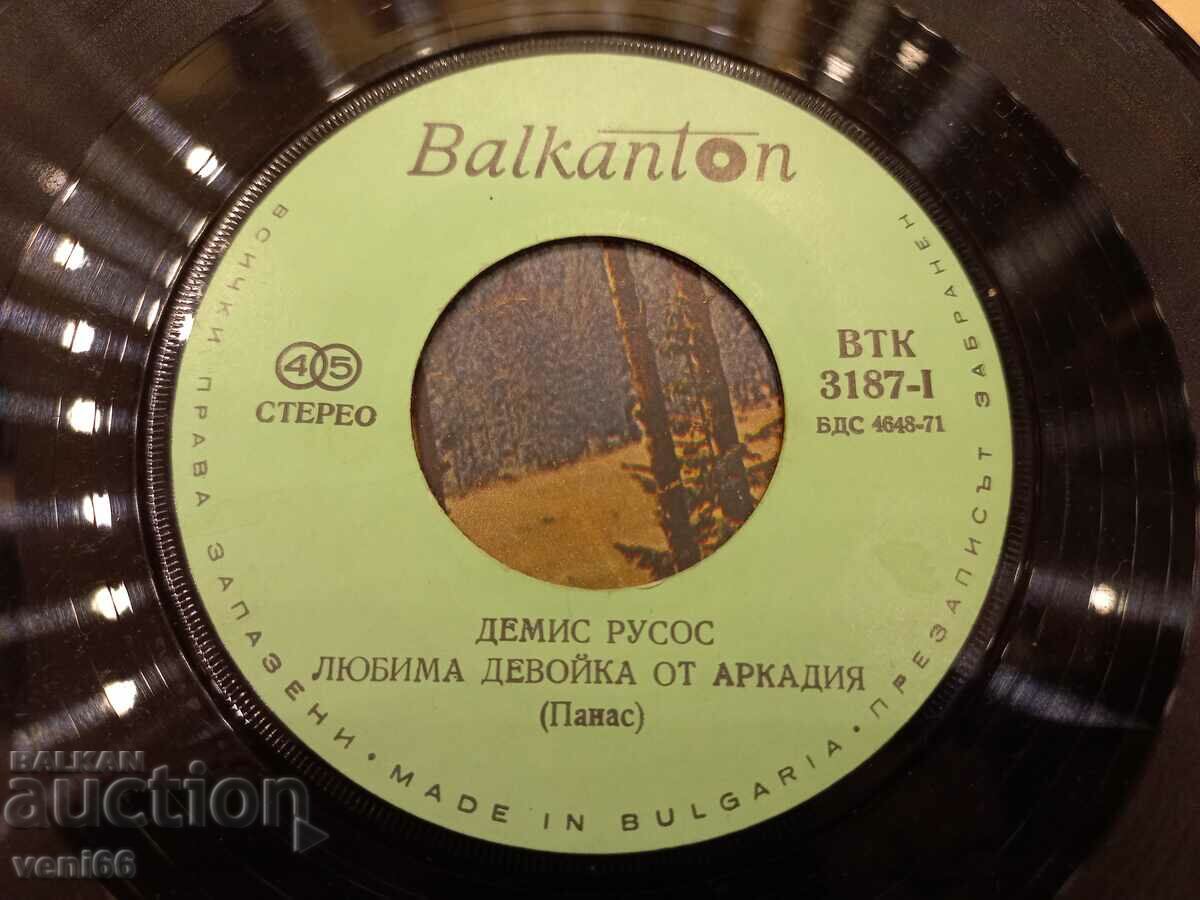 Balkanton
45
СТЕРЕО
ВТК
3187-I
БДС 4648-71
ДЕМИС РУСОС
ЛЮБИМА ДЕВОЙКА ОТ АРКАДИЯ
(Панас)
ВСИЧКИ ПРАВА ЗАПАЗЕНИ • MADE IN BULGARIA • ПРЕЗАПИСЪТ ЗАБРАНЕН
BALKAN
auction
veni66